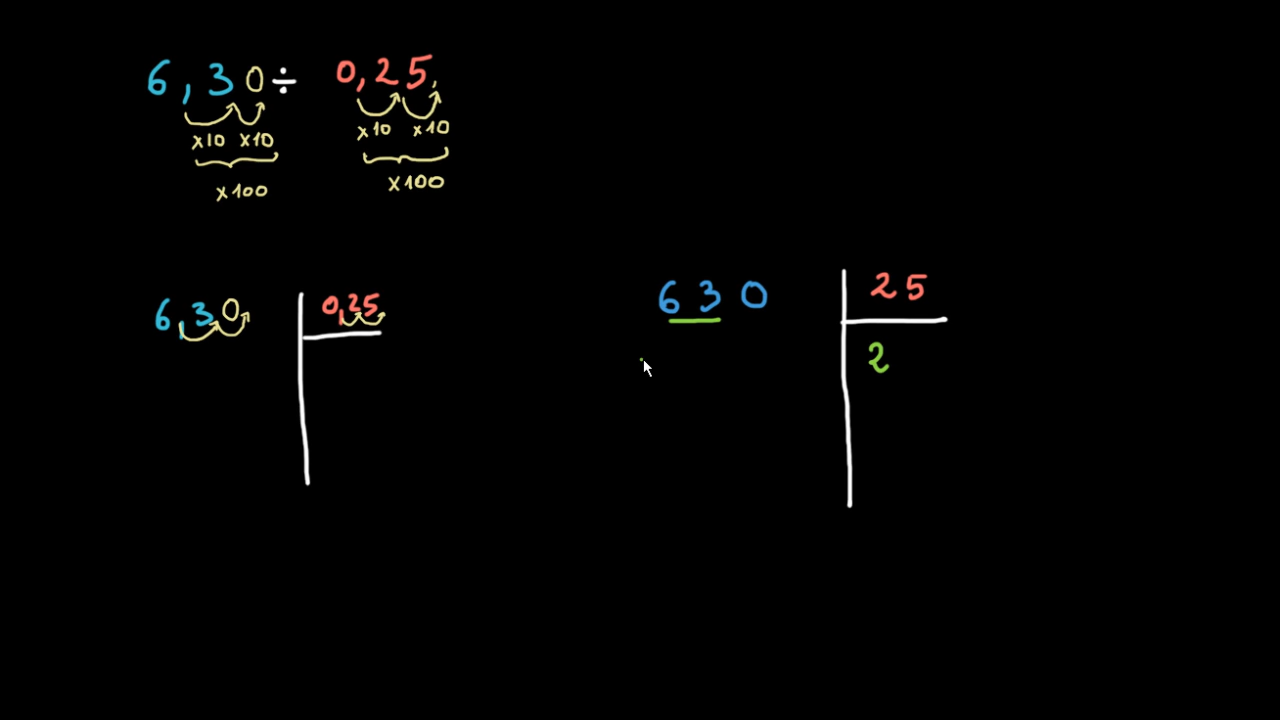 6,30 ÷ 0,25,
x10 x10 x10 x10
x100 x100
6,30 0,25
630 25
2